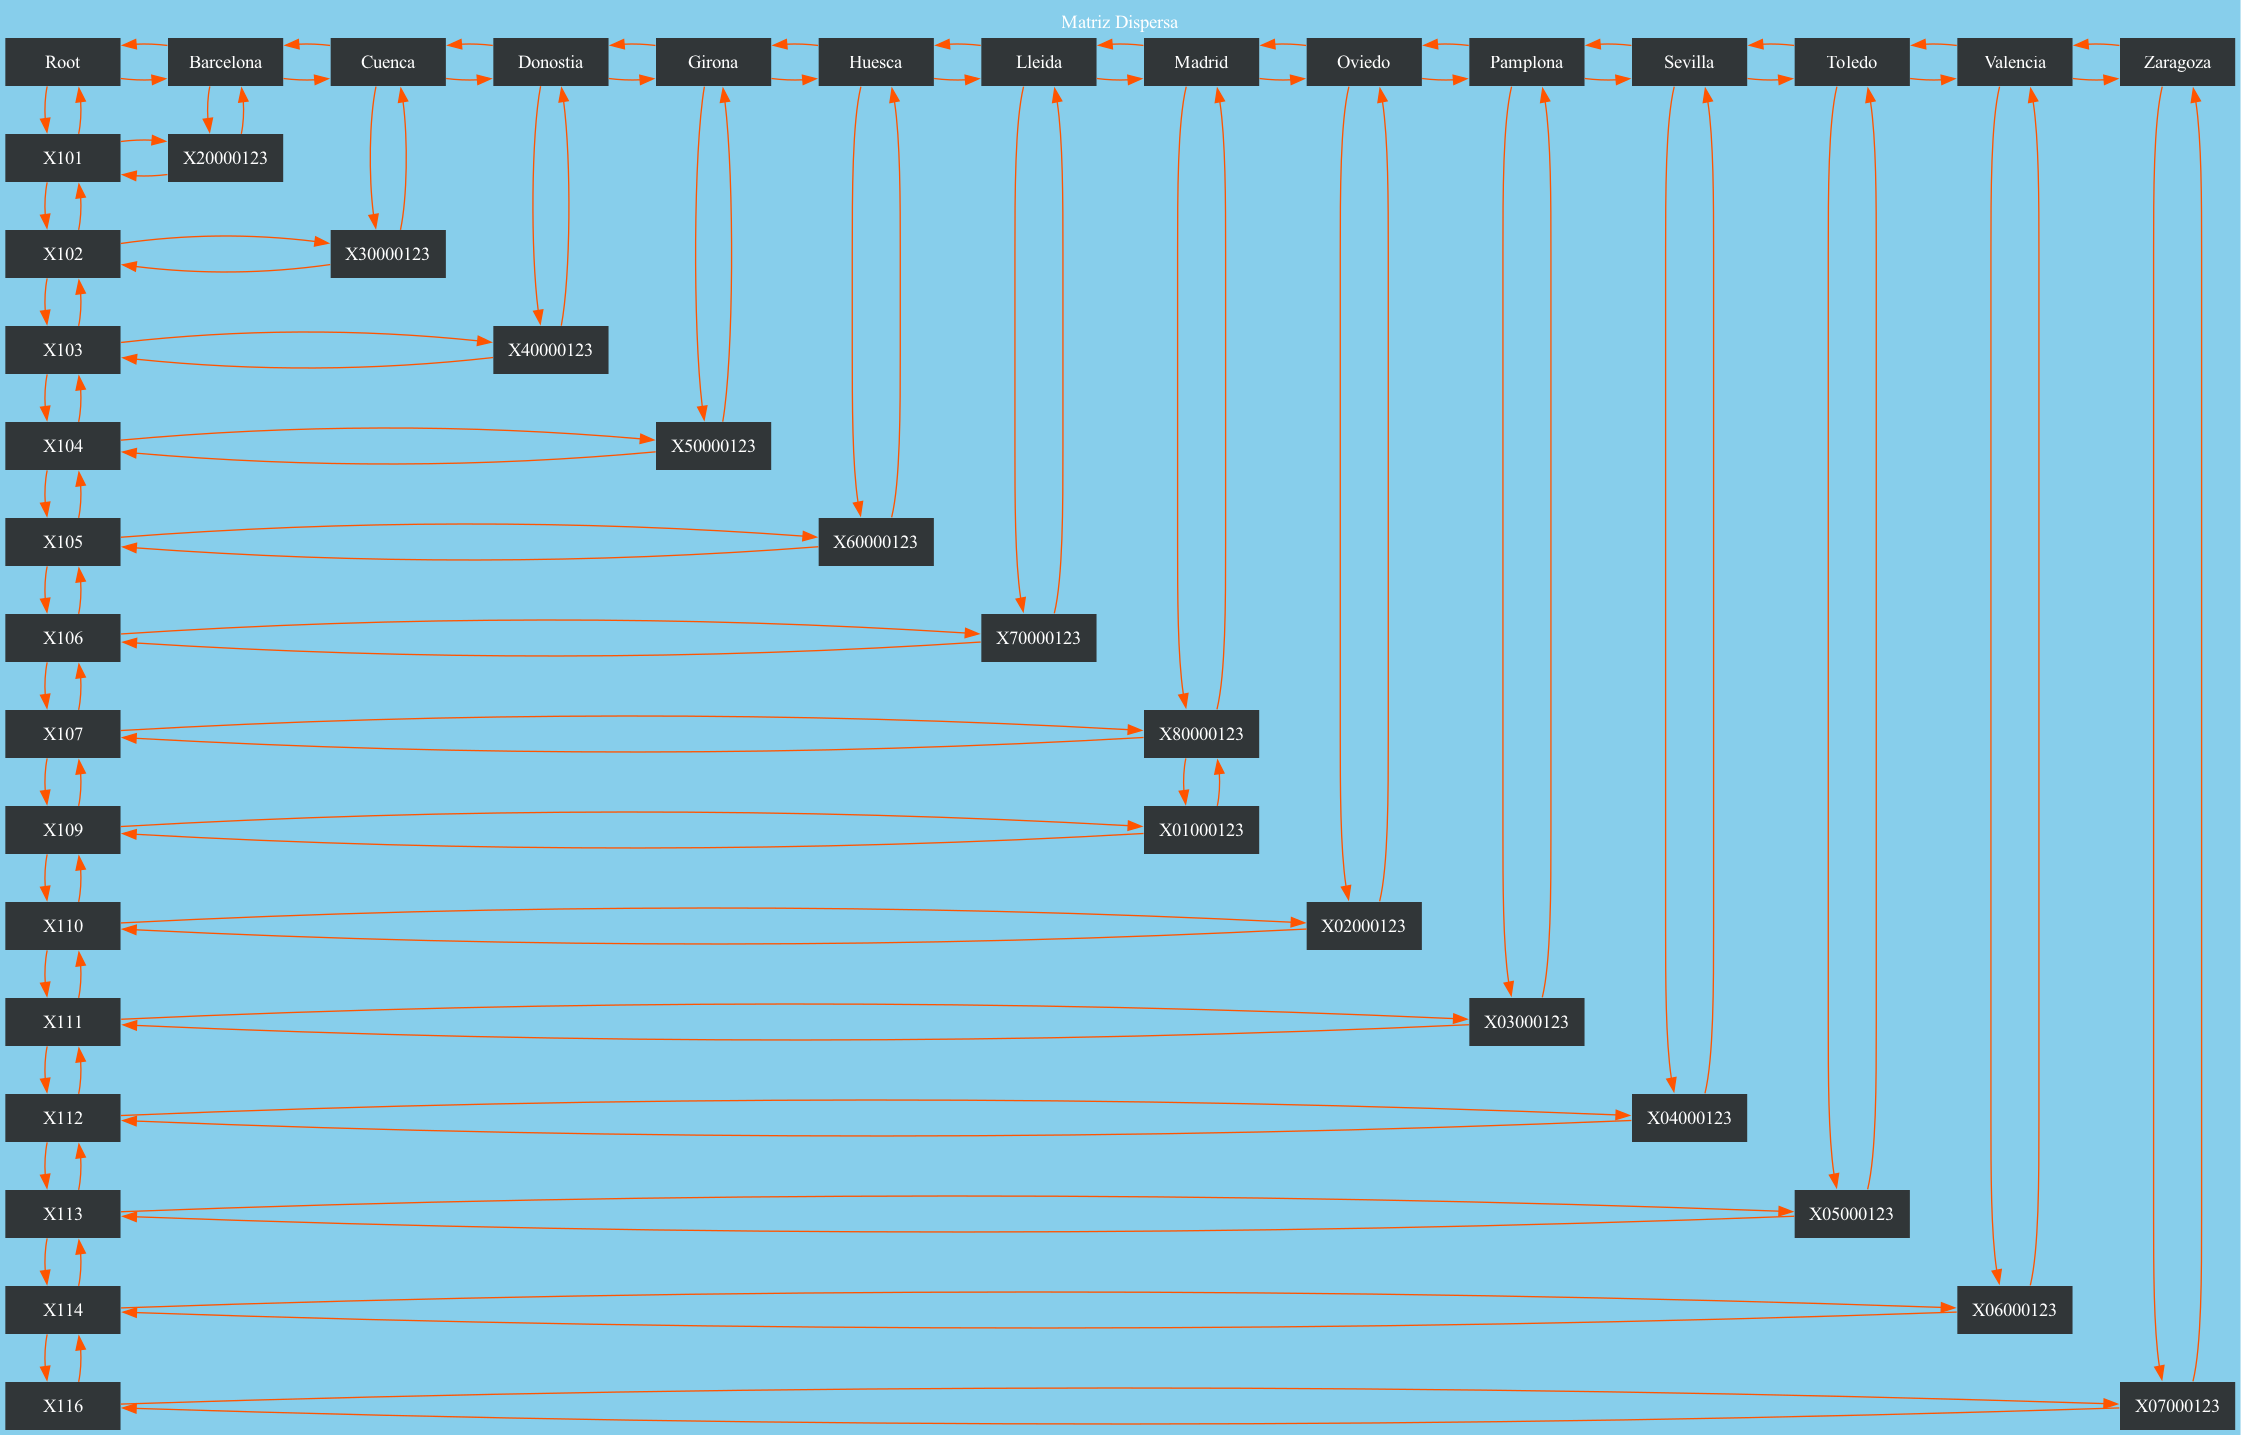 Matriz Dispersa
Root Barcelona Cuenca Donostia Girona Huesca Lleida Madrid Oviedo Pamplona Sevilla Toledo Valencia Zaragoza
X101 X20000123
X102 X30000123
X103 X40000123
X104 X50000123
X105 X60000123
X106 X70000123
X107 X80000123
X109 X01000123
X110 X02000123
X111 X03000123
X112 X04000123
X113 X05000123
X114 X06000123
X116 X07000123